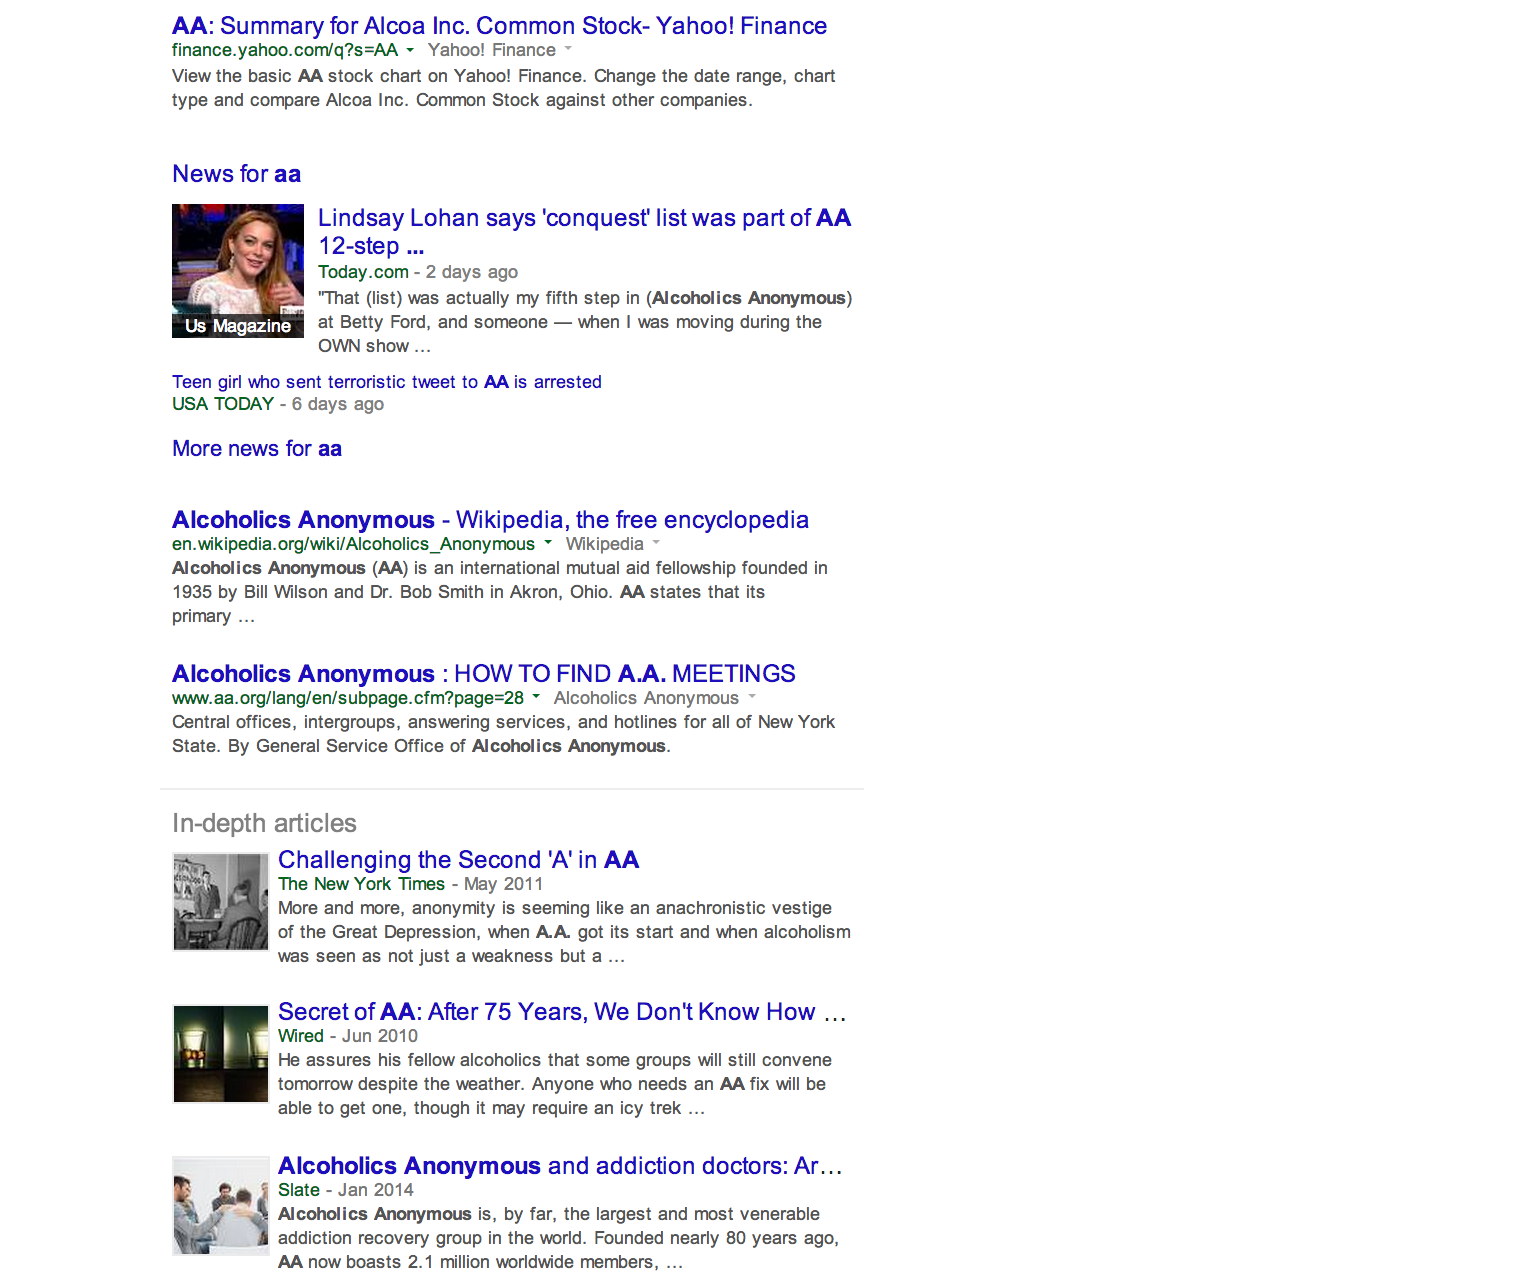 AA: Summary for Alcoa Inc. Common Stock- Yahoo! Finance
finance.yahoo.com/q?s=AA Yahoo! Finance
View the basic AA stock chart on Yahoo! Finance. Change the date range, chart
type and compare Alcoa Inc. Common Stock against other companies.
News for aa
Lindsay Lohan says 'conquest' list was part of AA
12-step ...
Today.com - 2 days ago
"That (list) was actually my fifth step in (Alcoholics Anonymous)
at Betty Ford, and someone — when I was moving during the
OWN show ...
Us Magazine
Teen girl who sent terroristic tweet to AA is arrested
USA TODAY - 6 days ago
More news for aa
Alcoholics Anonymous - Wikipedia, the free encyclopedia
en.wikipedia.org/wiki/Alcoholics_Anonymous Wikipedia
Alcoholics Anonymous (AA) is an international mutual aid fellowship founded in
1935 by Bill Wilson and Dr. Bob Smith in Akron, Ohio. AA states that its
primary ...
Alcoholics Anonymous : HOW TO FIND A.A. MEETINGS
www.aa.org/lang/en/subpage.cfm?page=28 Alcoholics Anonymous
Central offices, intergroups, answering services, and hotlines for all of New York
State. By General Service Office of Alcoholics Anonymous.
In-depth articles
Challenging the Second 'A' in AA
The New York Times - May 2011
More and more, anonymity is seeming like an anachronistic vestige
of the Great Depression, when A.A. got its start and when alcoholism
was seen as not just a weakness but a ...
Secret of AA: After 75 Years, We Don't Know How ...
Wired - Jun 2010
He assures his fellow alcoholics that some groups will still convene
tomorrow despite the weather. Anyone who needs an AA fix will be
able to get one, though it may require an icy trek ...
Alcoholics Anonymous and addiction doctors: Ar...
Slate - Jan 2014
Alcoholics Anonymous is, by far, the largest and most venerable
addiction recovery group in the world. Founded nearly 80 years ago,
AA now boasts 2.1 million worldwide members, ...